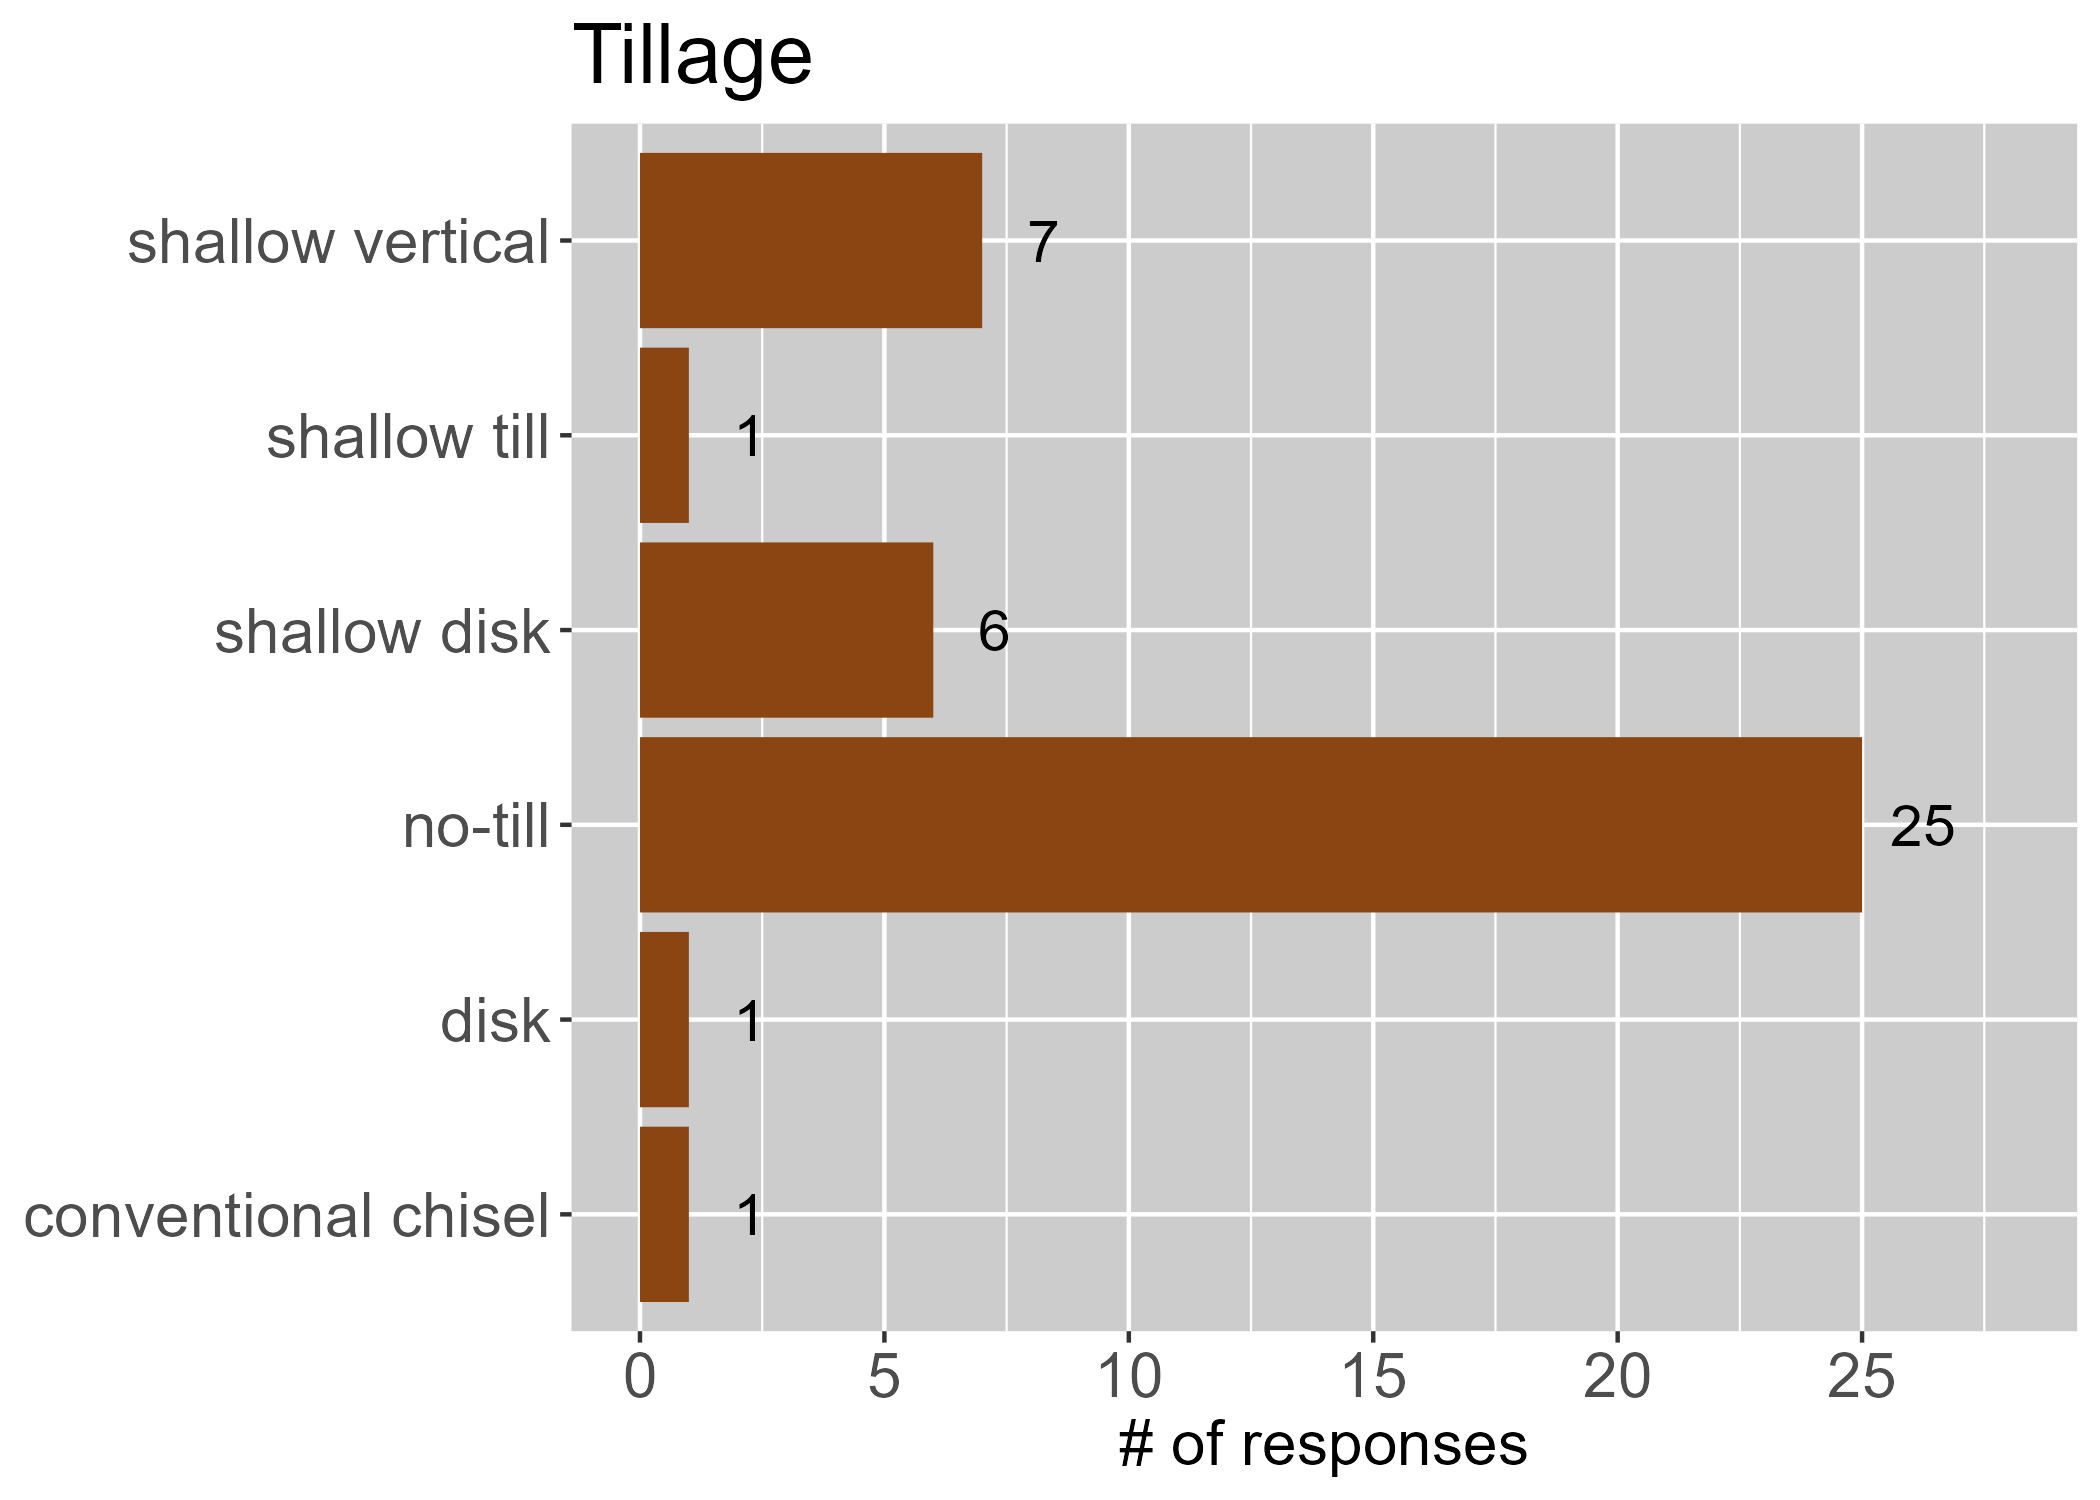 Tillage
shallow vertical
7
shallow till
1
shallow disk
6
no-till
25
disk
1
conventional chisel
1
0 5 10 15 20 25
# of responses